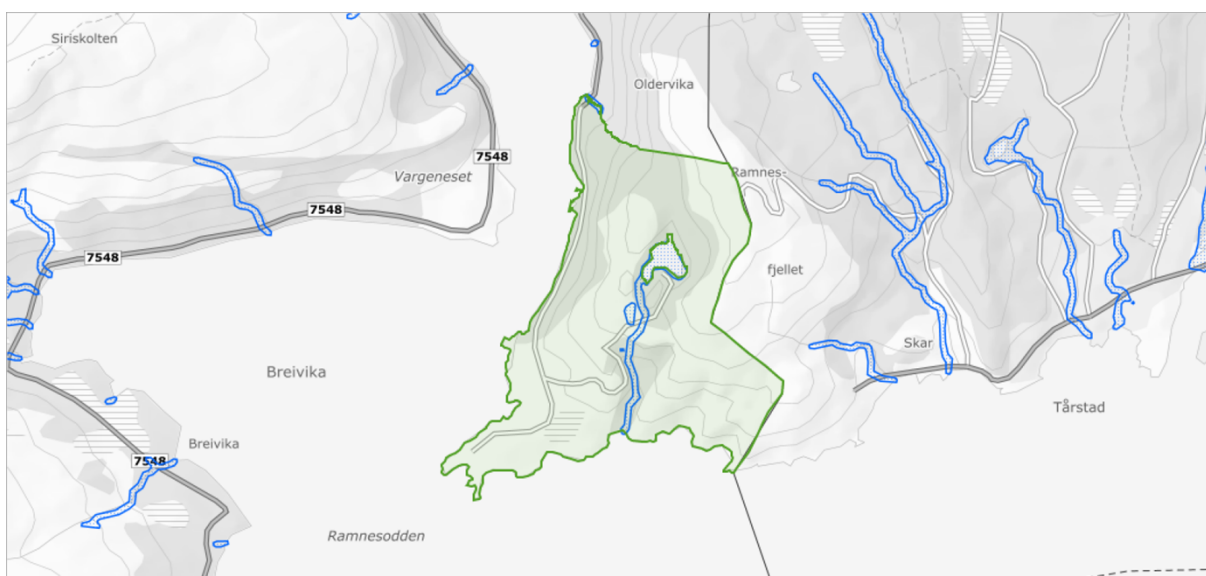 Siriskolten
Oldervika
7548
Vargeneset
Ramnes-
7548
7548
fjellet
Skar
Breivika
Tårstad
Breivika
7548
Ramnesodden